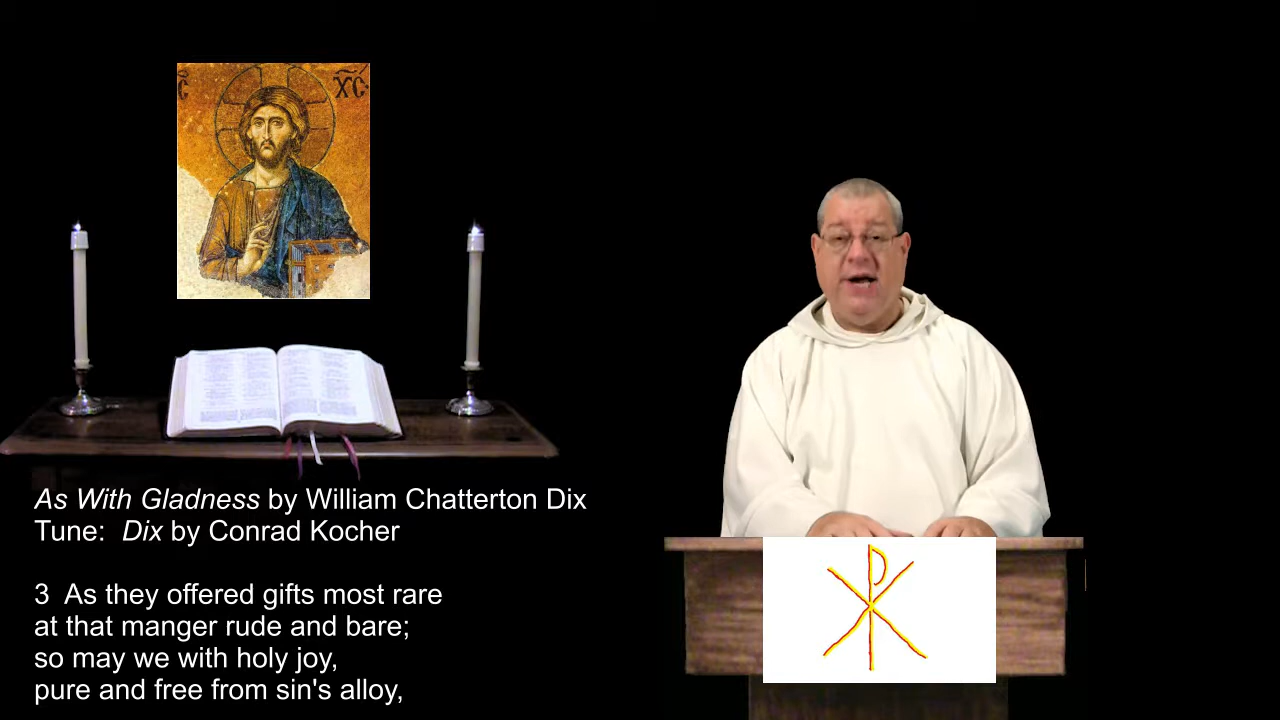 X̃C
As With Gladness by William Chatterton Dix
Tune:  Dix by Conrad Kocher
3  As they offered gifts most rare
at that manger rude and bare;
so may we with holy joy,
pure and free from sin's alloy,